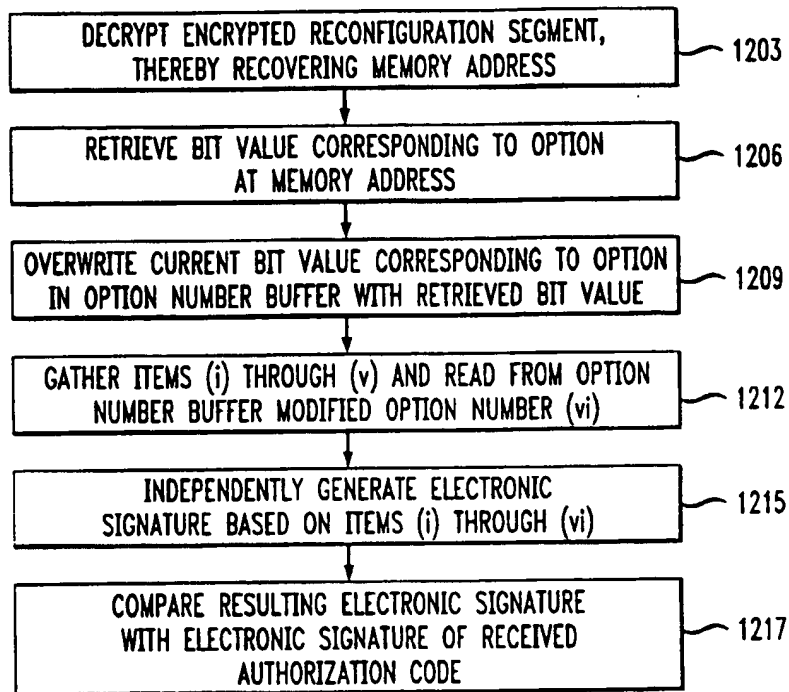 DECRYPT ENCRYPTED RECONFIGURATION SEGMENT,
THEREBY RECOVERING MEMORY ADDRESS
1203
RETRIEVE BIT VALUE CORRESPONDING TO OPTION
AT MEMORY ADDRESS
1206
OVERWRITE CURRENT BIT VALUE CORRESPONDING TO OPTION
IN OPTION NUMBER BUFFER WITH RETRIEVED BIT VALUE
1209
GATHER ITEMS (i) THROUGH (v) AND READ FROM OPTION
NUMBER BUFFER MODIFIED OPTION NUMBER (vi)
1212
INDEPENDENTLY GENERATE ELECTRONIC
SIGNATURE BASED ON ITEMS (i) THROUGH (vi)
1215
COMPARE RESULTING ELECTRONIC SIGNATURE
WITH ELECTRONIC SIGNATURE OF RECEIVED
AUTHORIZATION CODE
1217